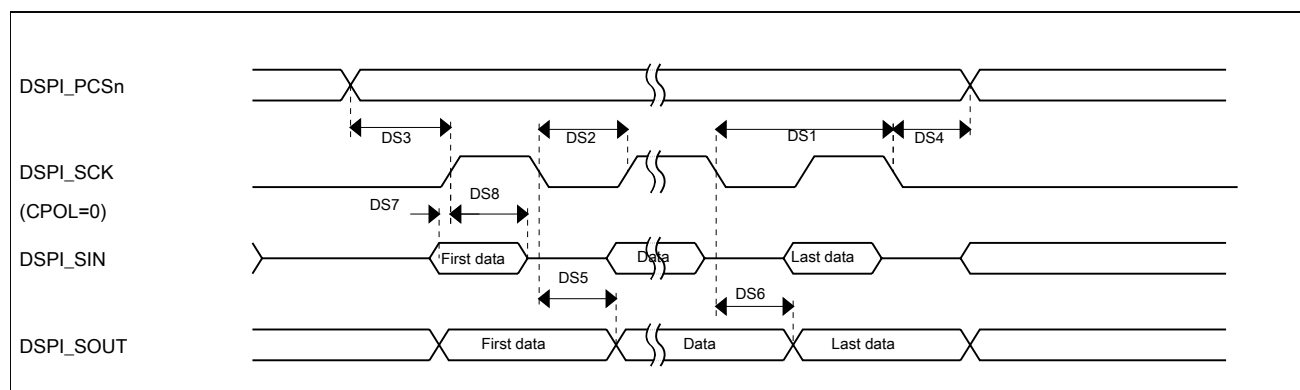 DSPI_PCSn
DS3
DS2
DS1
DS4
DSPI_SCK
(CPOL=0)
DS7
DS8
DSPI_SIN
First data
Data
Last data
DS5
DS6
DSPI_SOUT
First data
Data
Last data